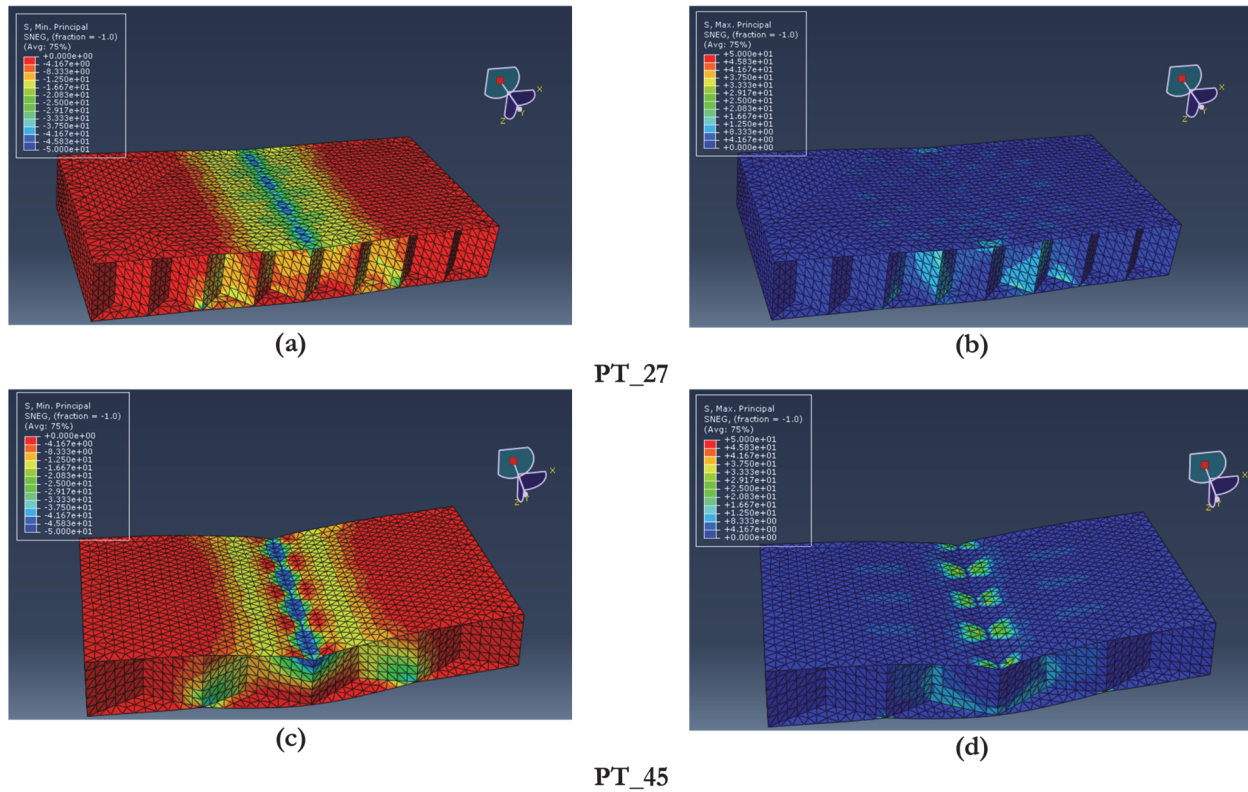 S, Min. Principal
SNEG, (fraction = -1.0)
(Avg: 75%)
+0.000e+00
-4.167e+00
-8.333e+00
-1.250e+01
-1.667e+01
-2.083e+01
-2.500e+01
-2.917e+01
-3.333e+01
-3.750e+01
-4.167e+01
-4.583e+01
-5.000e+01
X
Y
Z
(a)
S, Max. Principal
SNEG, (fraction = -1.0)
(Avg: 75%)
+5.000e+01
+4.583e+01
+4.167e+01
+3.750e+01
+3.333e+01
+2.917e+01
+2.500e+01
+2.083e+01
+1.667e+01
+1.250e+01
+8.333e+00
+4.167e+00
+0.000e+00
X
Y
Z
(b)
PT_27
S, Min. Principal
SNEG, (fraction = -1.0)
(Avg: 75%)
+0.000e+00
-4.167e+00
-8.333e+00
-1.250e+01
-1.667e+01
-2.083e+01
-2.500e+01
-2.917e+01
-3.333e+01
-3.750e+01
-4.167e+01
-4.583e+01
-5.000e+01
X
Z
(c)
S, Max. Principal
SNEG, (fraction = -1.0)
(Avg: 75%)
+5.000e+01
+4.583e+01
+4.167e+01
+3.750e+01
+3.333e+01
+2.917e+01
+2.500e+01
+2.083e+01
+1.667e+01
+1.250e+01
+8.333e+00
+4.167e+00
+0.000e+00
X
Z
(d)
PT_45